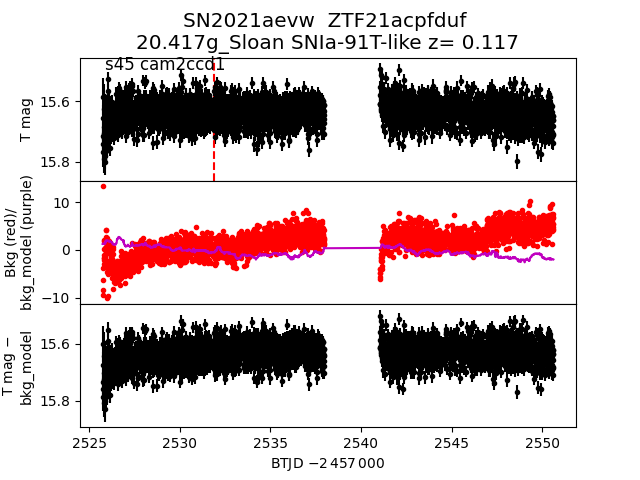 SN2021aevw  ZTF21acpfduf
20.417g_Sloan SNIa-91T-like z= 0.117
s45 cam2ccd1
T mag
15.6
15.8
Bkg (red)/
bkg_model (purple)
10
0
−10
T mag −
bkg_model
15.6
15.8
2525 2530 2535 2540 2545 2550
BTJD −2 457 000